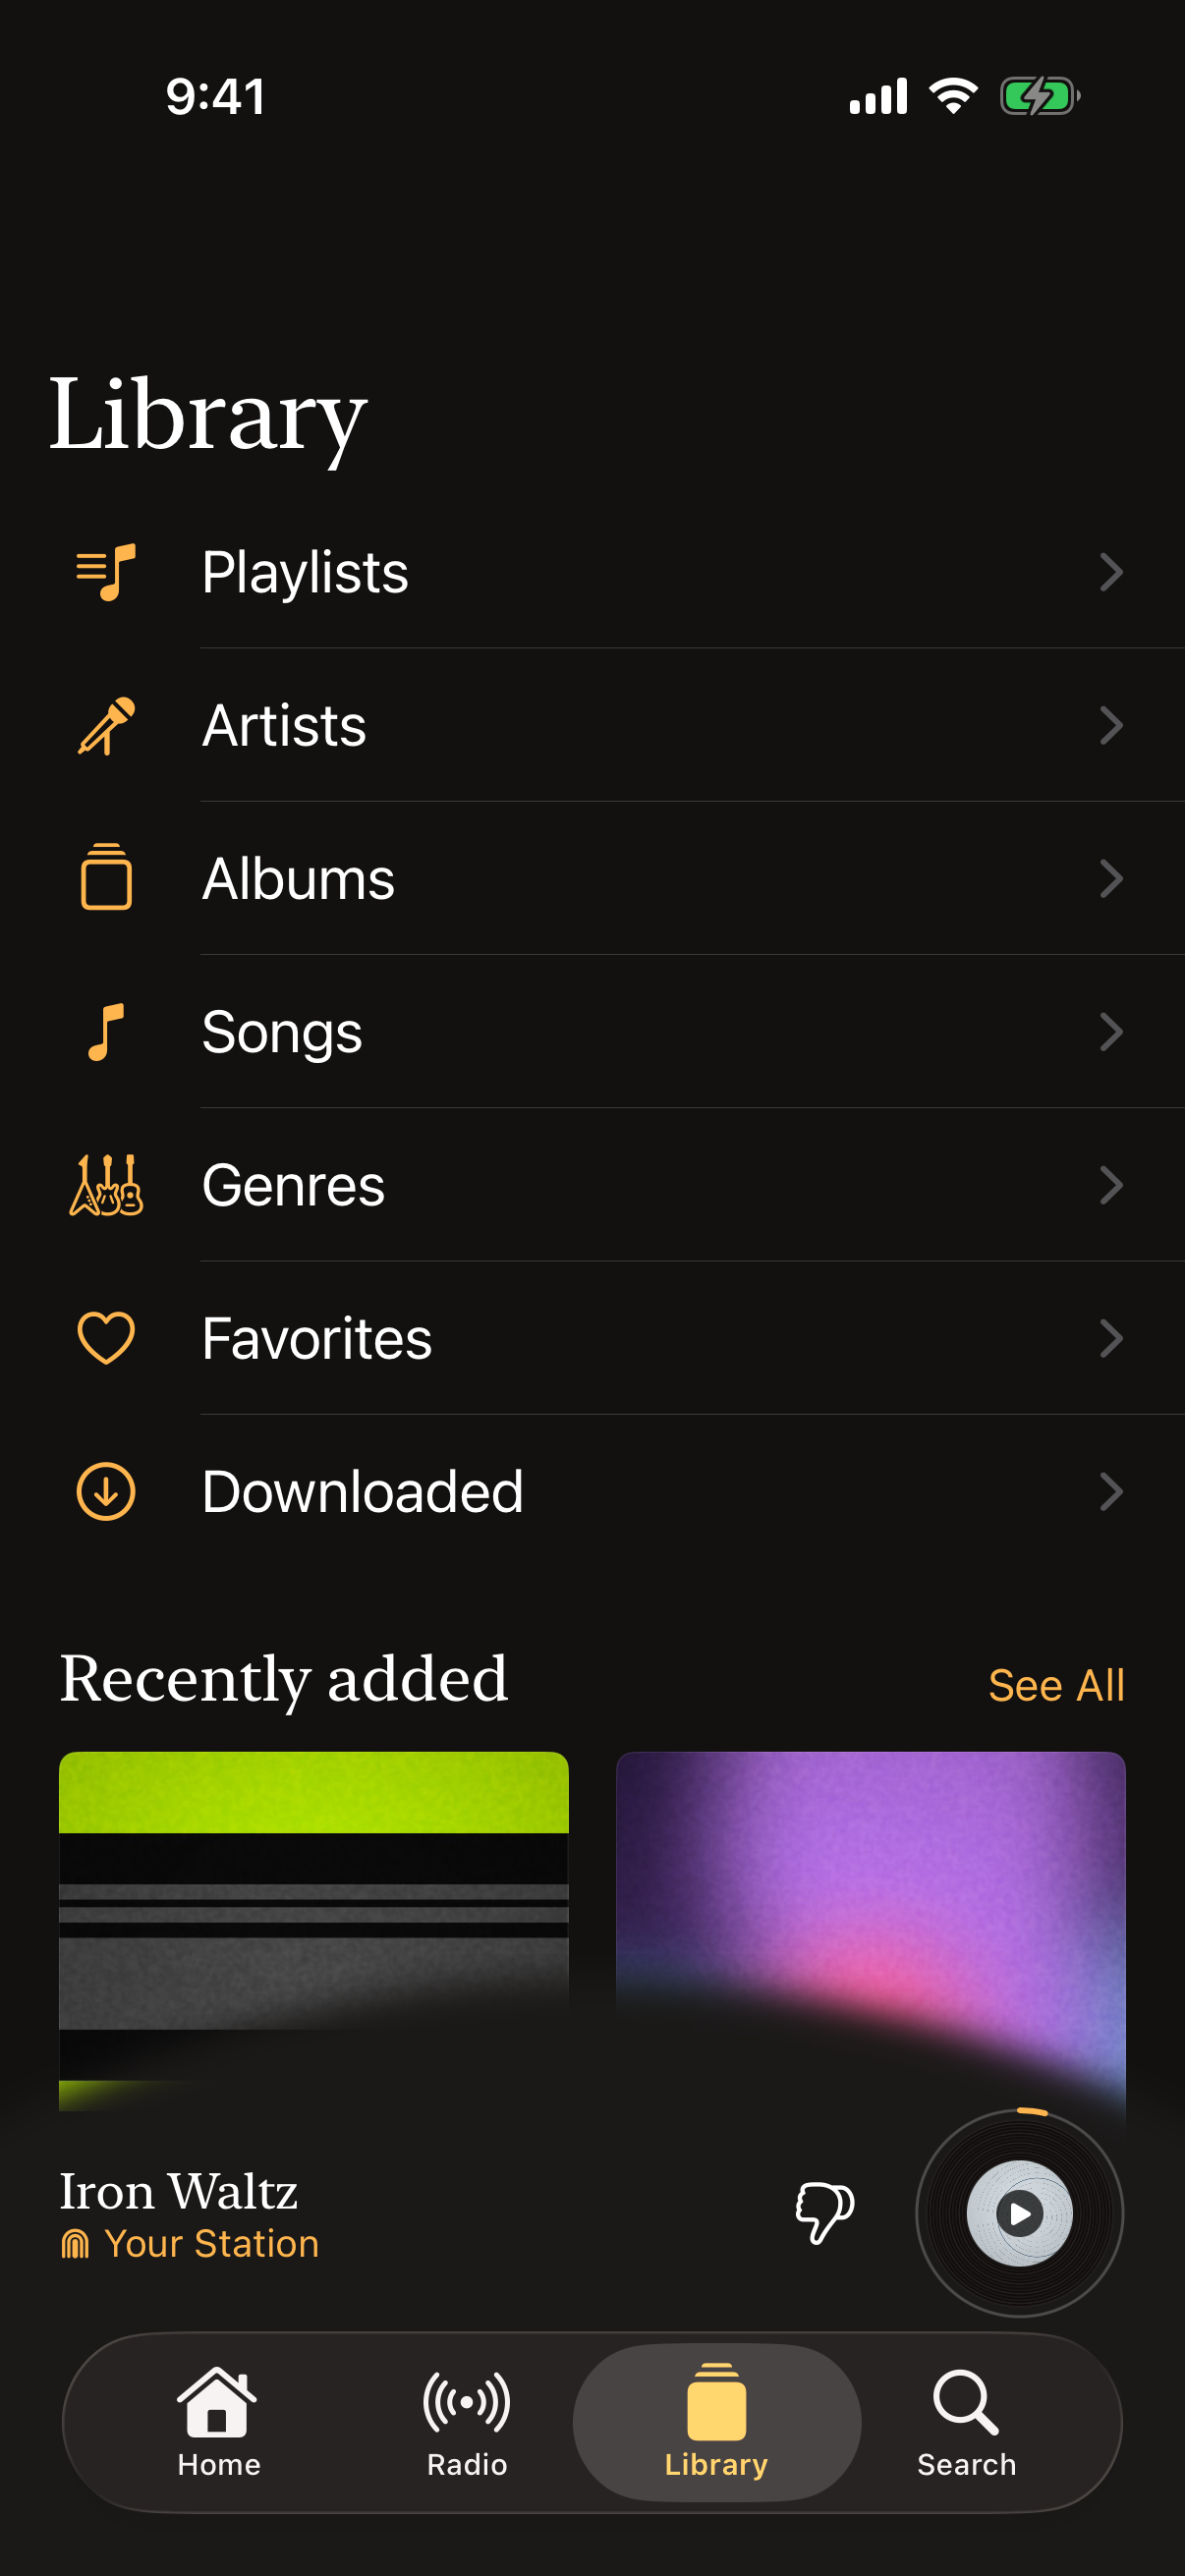 9:41
Library
Playlists
Artists
Albums
Songs
Genres
Favorites
Downloaded
Recently added
See All
Iron Waltz
Your Station
Home
Radio
Library
Search